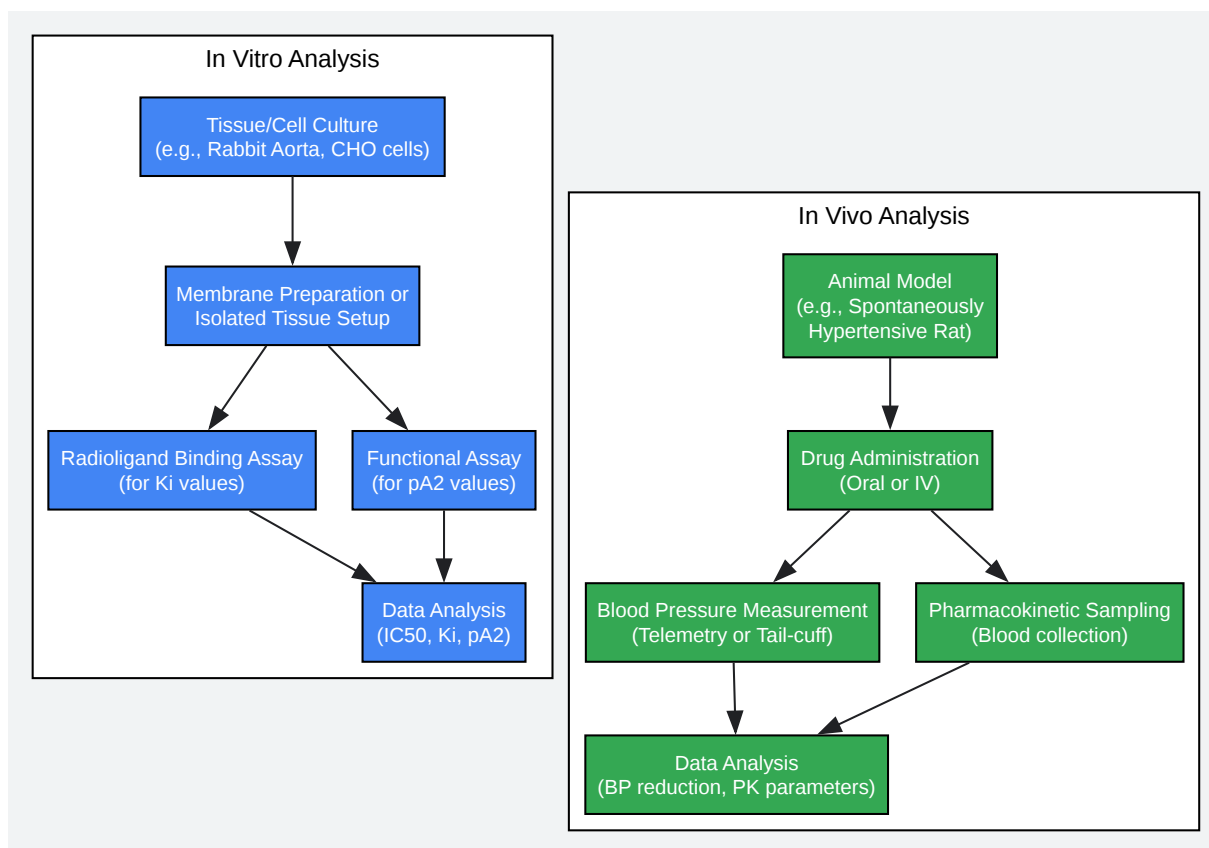 In Vitro Analysis
Tissue/Cell Culture
(e.g., Rabbit Aorta, CHO cells)
Membrane Preparation or
Isolated Tissue Setup
Radioligand Binding Assay
(for Ki values)
Functional Assay
(for pA2 values)
Data Analysis
(IC50, Ki, pA2)
In Vivo Analysis
Animal Model
(e.g., Spontaneously
Hypertensive Rat)
Drug Administration
(Oral or IV)
Blood Pressure Measurement
(Telemetry or Tail-cuff)
Pharmacokinetic Sampling
(Blood collection)
Data Analysis
(BP reduction, PK parameters)